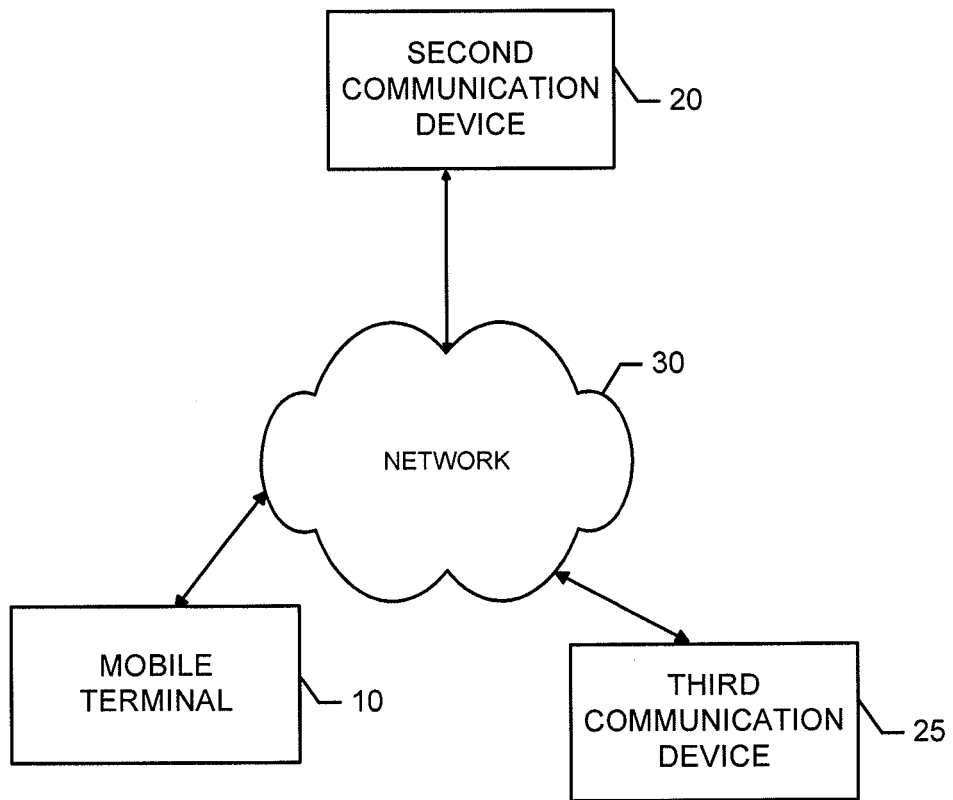 SECOND
COMMUNICATION
DEVICE
20
30
NETWORK
MOBILE
TERMINAL
10
THIRD
COMMUNICATION
DEVICE
25